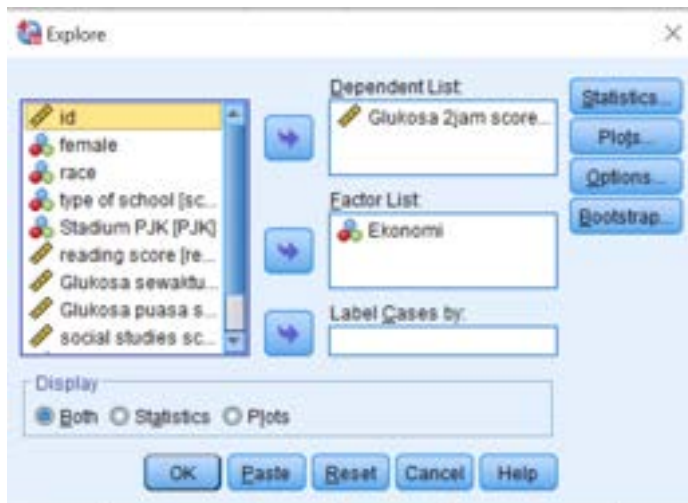 Explore
id
female
race
type of school [sc...
Stadium PJK [PJK]
reading score [re...
Glukosa sewaktu...
Glukosa puasa s...
social studies sc...
Dependent List:
Glukosa 2jam score...
Factor List:
Ekonomi
Label Cases by:
Statistics...
Plots...
Options...
Bootstrap...
Display
Both Statistics Plots
OK Paste Reset Cancel Help